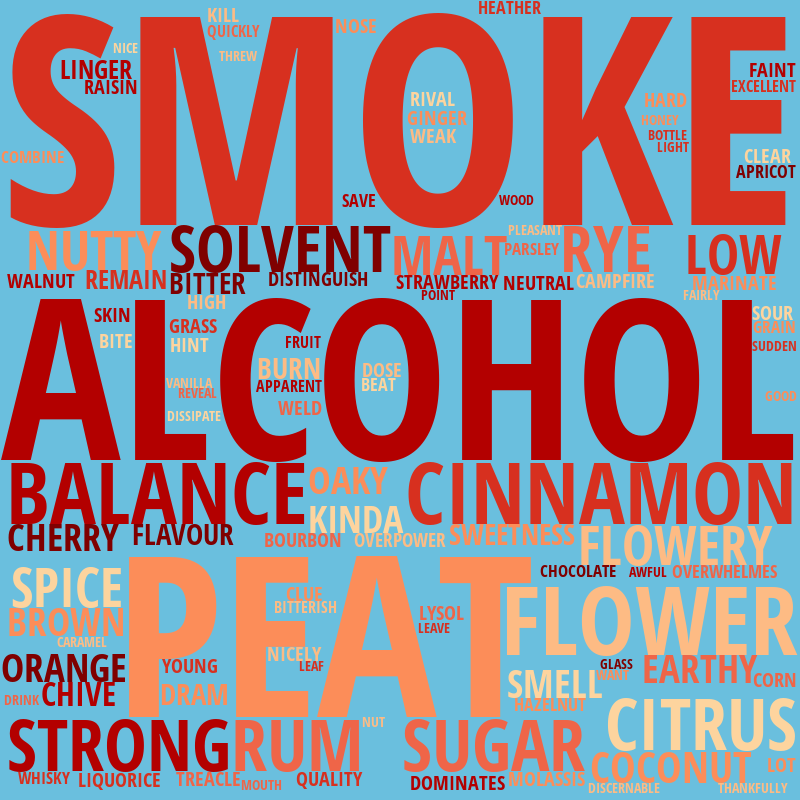 HEATHER
KILL
QUICKLY
NOSE
NICE
THREW
SMOKE
LINGER
RAISIN
FAINT
EXCELLENT
RIVAL
GINGER
WEAK
HARD
HONEY
BOTTLE
LIGHT
COMBINE
CLEAR
APRICOT
SAVE
WOOD
NUTTY
SOLVENT
MALT
PLEASANT
PARSLEY
RYE
LOW
WALNUT
REMAIN
BITTER
DISTINGUISH
STRAWBERRY
NEUTRAL
CAMPFIRE
MARINATE
POINT
FAIRLY
HIGH
SKIN
GRASS
BITE
HINT
ALCOHOL
SOUR
GRAIN
SUDDEN
FRUIT
BURN
APPARENT
DOSE
BEAT
VANILLA
REVEAL
WELD
DISSIPATE
GOOD
BALANCE
OAKY
KINDA
CINNAMON
CHERRY
FLAVOUR
BOURBON
OVERPOWER
SWEETNESS
FLOWERY
CHOCOLATE
AWFUL
OVERWHELMES
SPICE
BROWN
CARAMEL
PEAT
CLUE
BITTERISH
LYSOL
LEAVE
FLOWER
ORANGE
YOUNG
NICELY
LEAF
GLASS
WANT
EARTHY
CORN
DRINK
CHIVE
DRAM
SMELL
HAZELNUT
CITRUS
STRONG
RUM
NUT
SUGAR
COCONUT
LOT
WHISKY
LIQUORICE
TREACLE
MOUTH
QUALITY
DOMINATES
MOLASSIS
DISCERNABLE
THANKFULLY